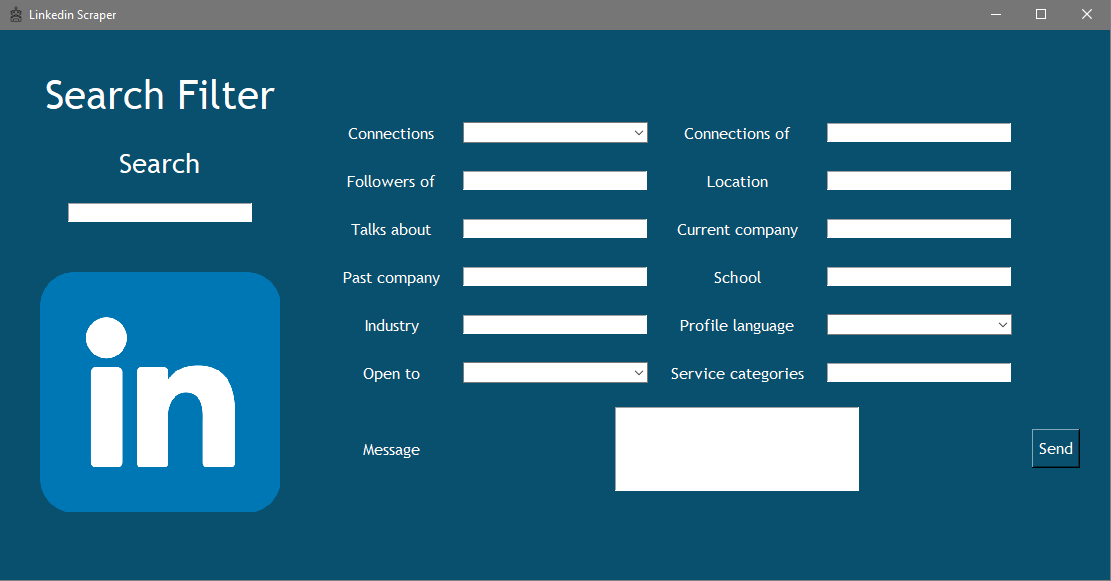 Linkedin Scraper
Search Filter
Search
in
Connections
Connections of
Followers of
Location
Talks about
Current company
Past company
School
Industry
Profile language
Open to
Service categories
Message
Send